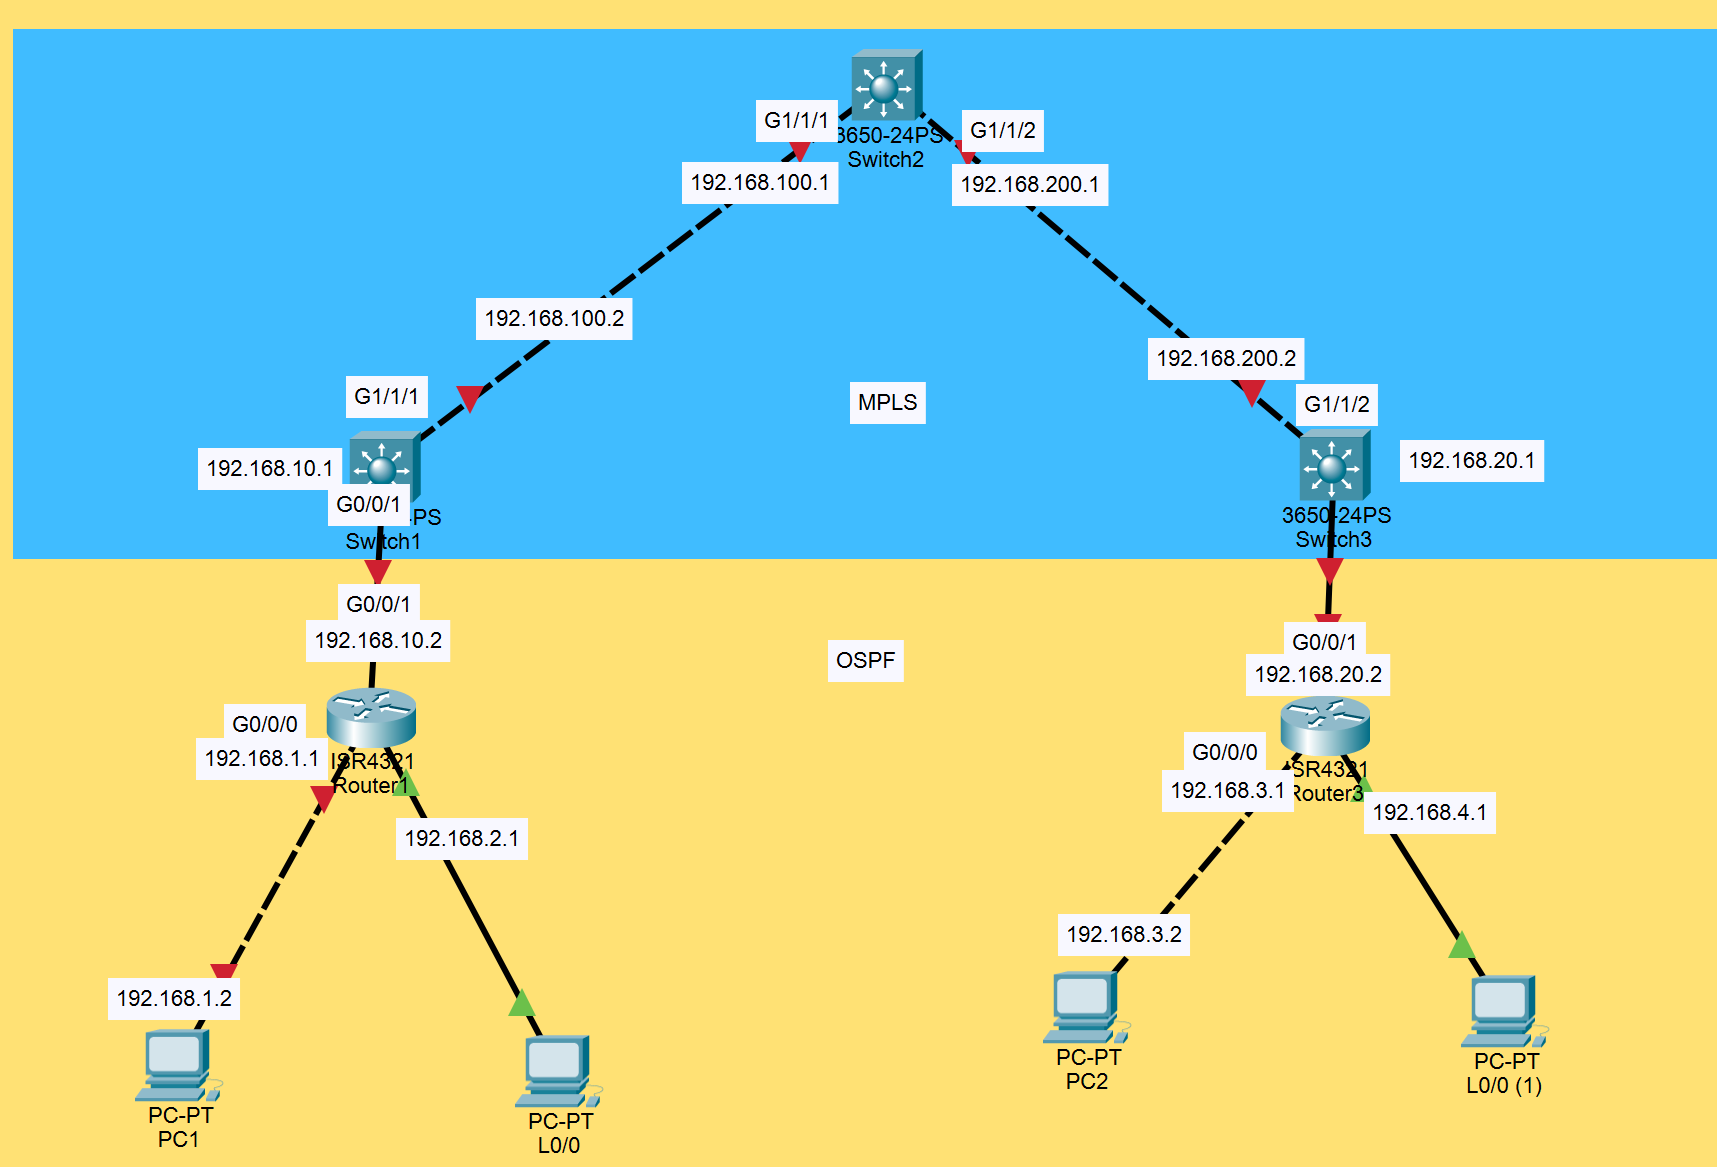 G1/1/1
3650-24PS
Switch2
G1/1/2
192.168.100.1
192.168.200.1
192.168.100.2
192.168.200.2
G1/1/1
MPLS
G1/1/2
192.168.10.1
192.168.20.1
G0/0/1
-PS
Switch1
3650-24PS
Switch3
G0/0/1
192.168.10.2
OSPF
G0/0/1
192.168.20.2
G0/0/0
192.168.1.1
ISR4321
Router1
G0/0/0
192.168.3.1
ISR4321
Router3
192.168.2.1
192.168.4.1
192.168.3.2
192.168.1.2
PC-PT
PC1
PC-PT
L0/0
PC-PT
PC2
PC-PT
L0/0 (1)